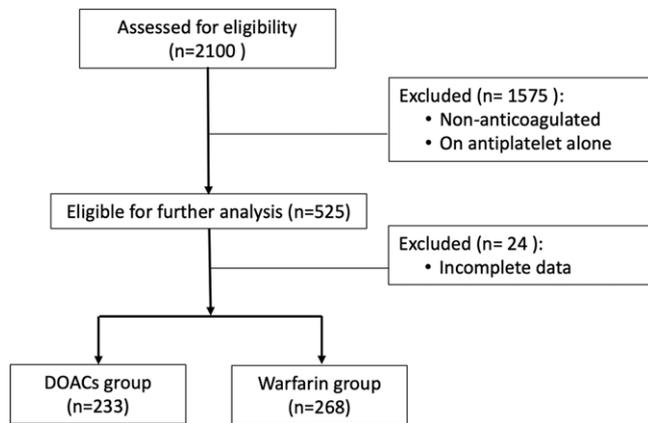 Assessed for eligibility
(n=2100 )
Excluded (n= 1575 ):
• Non-anticoagulated
• On antiplatelet alone
Eligible for further analysis (n=525)
Excluded (n= 24 ):
• Incomplete data
DOACs group
(n=233)
Warfarin group
(n=268)